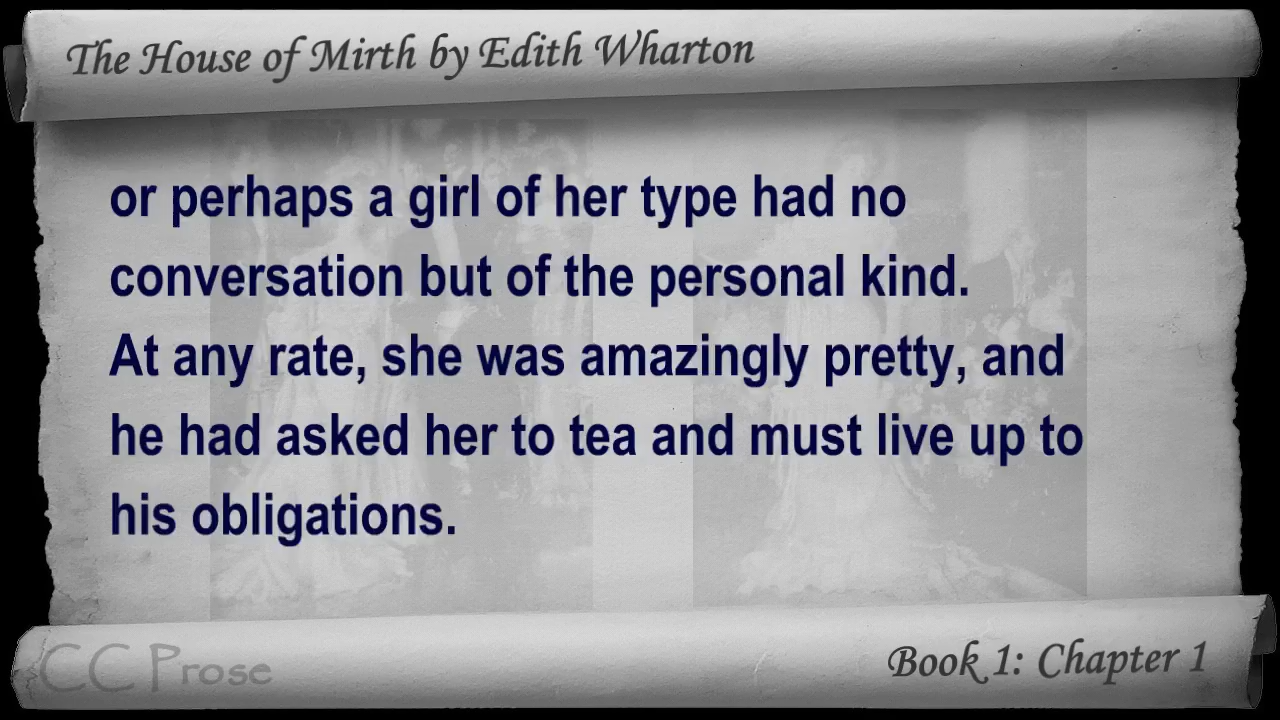 The House of Mirth by Edith Wharton
or perhaps a girl of her type had no
conversation but of the personal kind.
At any rate, she was amazingly pretty, and
he had asked her to tea and must live up to
his obligations.
CC Prose
Book 1: Chapter 1